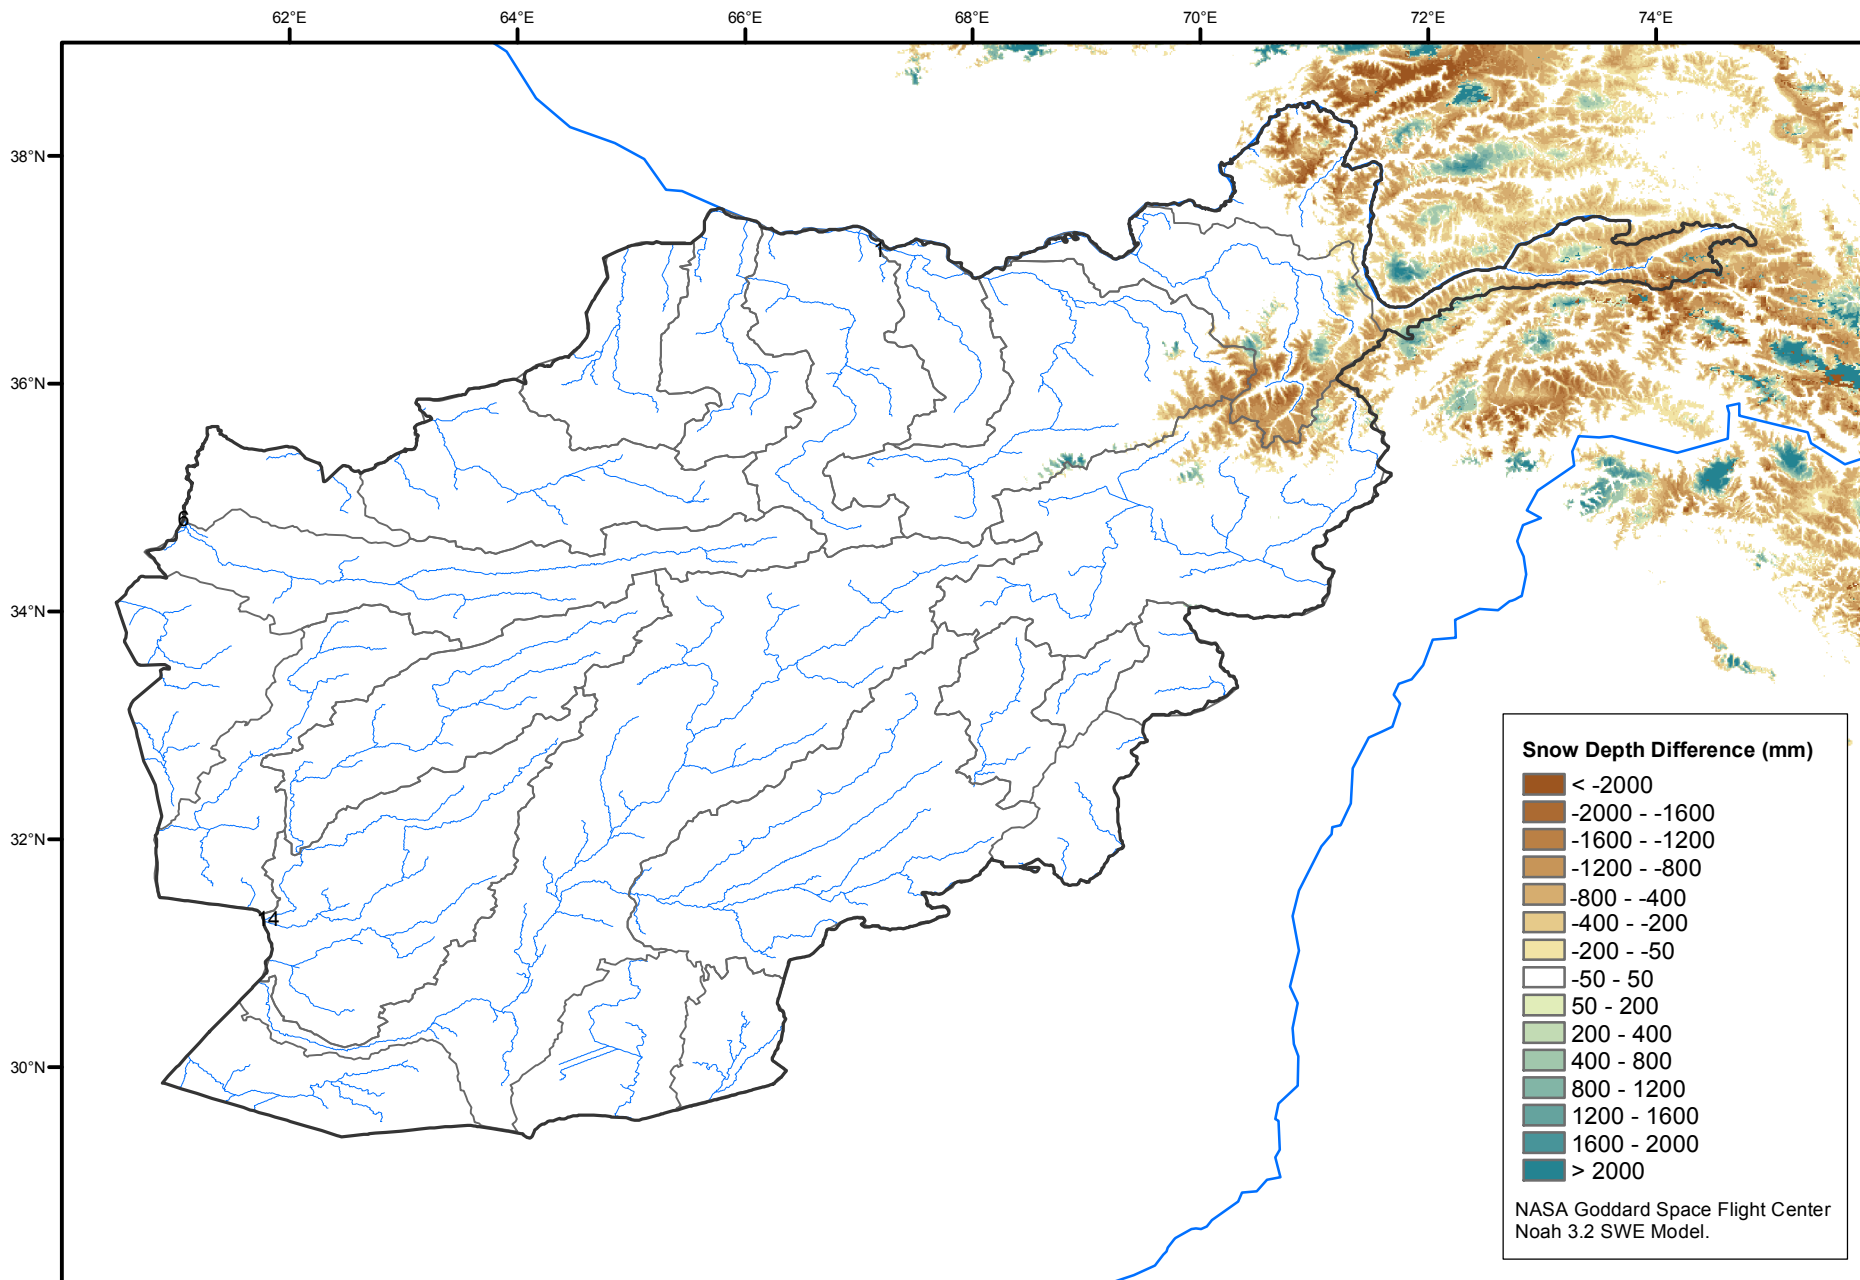 62°E 64°E 66°E 68°E 70°E 72°E 74°E
38°N
1
36°N
6
34°N
32°N
14
30°N
Snow Depth Difference (mm)
< -2000
-2000 - -1600
-1600 - -1200
-1200 - -800
-800 - -400
-400 - -200
-200 - -50
-50 - 50
50 - 200
200 - 400
400 - 800
800 - 1200
1200 - 1600
1600 - 2000
> 2000
NASA Goddard Space Flight Center
Noah 3.2 SWE Model.